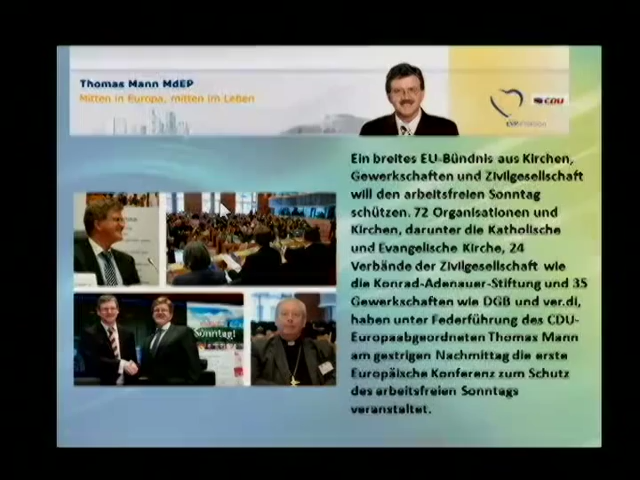 Thomas Mann MdEP
Mitten in Europa, mitten im Leben
CDU
Ein breites EU-Bündnis aus Kirchen,
Gewerkschaften und Zivilgesellschaft
will den arbeitsfreien Sonntag
schützen. 72 Organisationen und
Kirchen, darunter die Katholische
und Evangelische Kirche, 24
Verbände der Zivilgesellschaft wie
die Konrad-Adenauer-Stiftung und 35
Gewerkschaften wie DGB und ver.di,
haben unter Federführung des CDU-
Europaabgeordneten Thomas Mann
am gestrigen Nachmittag die erste
Europäische Konferenz zum Schutz
des arbeitsfreien Sonntags
veranstaltet.
Sonntag!